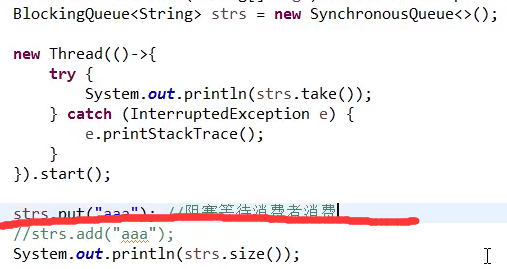 BlockingQueue<String> strs = new SynchronousQueue<>();
new Thread(()->{
try {
System.out.println(strs.take());
} catch (InterruptedException e) {
e.printStackTrace();
}
}).start();
strs.put("aaa"); //阻塞等待消费者消费
//strs.add("aaa");
System.out.println(strs.size());